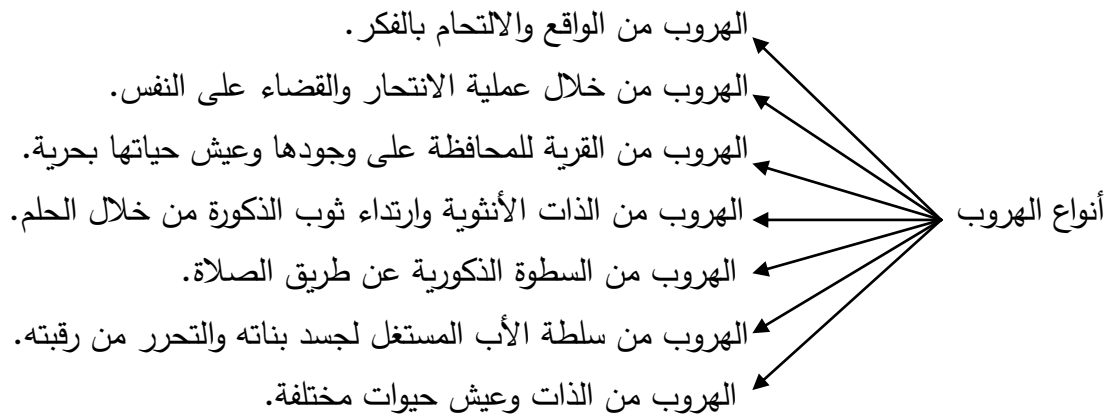 الهروب من الواقع والالتحام بالفكر.
الهروب من خلال عملية الانتحار والقضاء على النفس.
الهروب من القرية للمحافظة على وجودها وعيش حياتها بحرية.
أنواع الهروب
الهروب من الذات الأنثوية وارتداء ثوب الذكورة من خلال الحلم.
الهروب من السطوة الذكورية عن طريق الصلاة.
الهروب من سلطة الأب المستغل لجسد بناته والتحرر من رقبته.
الهروب من الذات وعيش حيوات مختلفة.